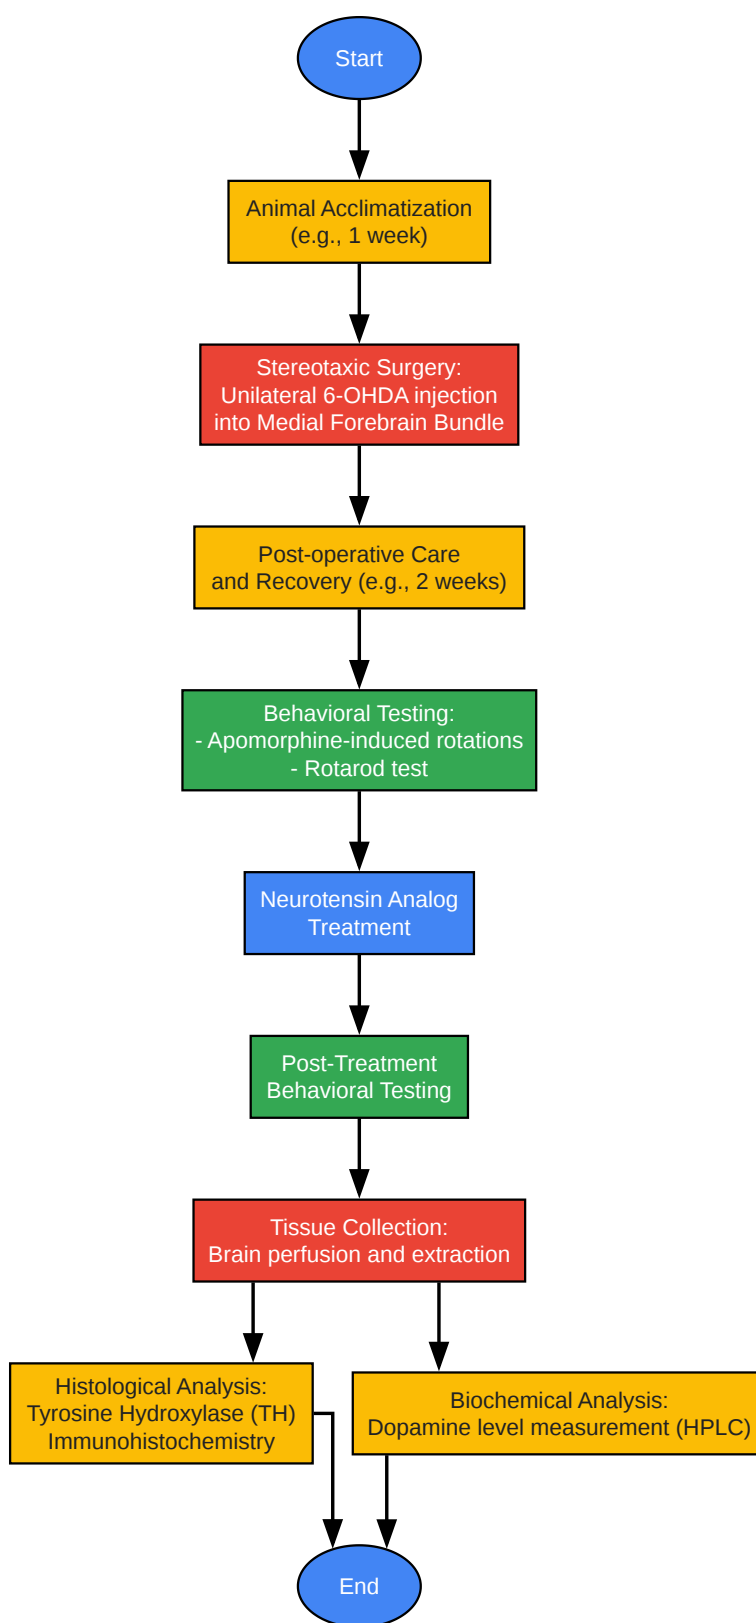 Start
Animal Acclimatization
(e.g., 1 week)
Stereotaxic Surgery:
Unilateral 6-OHDA injection
into Medial Forebrain Bundle
Post-operative Care
and Recovery (e.g., 2 weeks)
Behavioral Testing:
- Apomorphine-induced rotations
- Rotarod test
Neurotensin Analog
Treatment
Post-Treatment
Behavioral Testing
Tissue Collection:
Brain perfusion and extraction
Histological Analysis:
Tyrosine Hydroxylase (TH)
Immunohistochemistry
Biochemical Analysis:
Dopamine level measurement (HPLC)
End